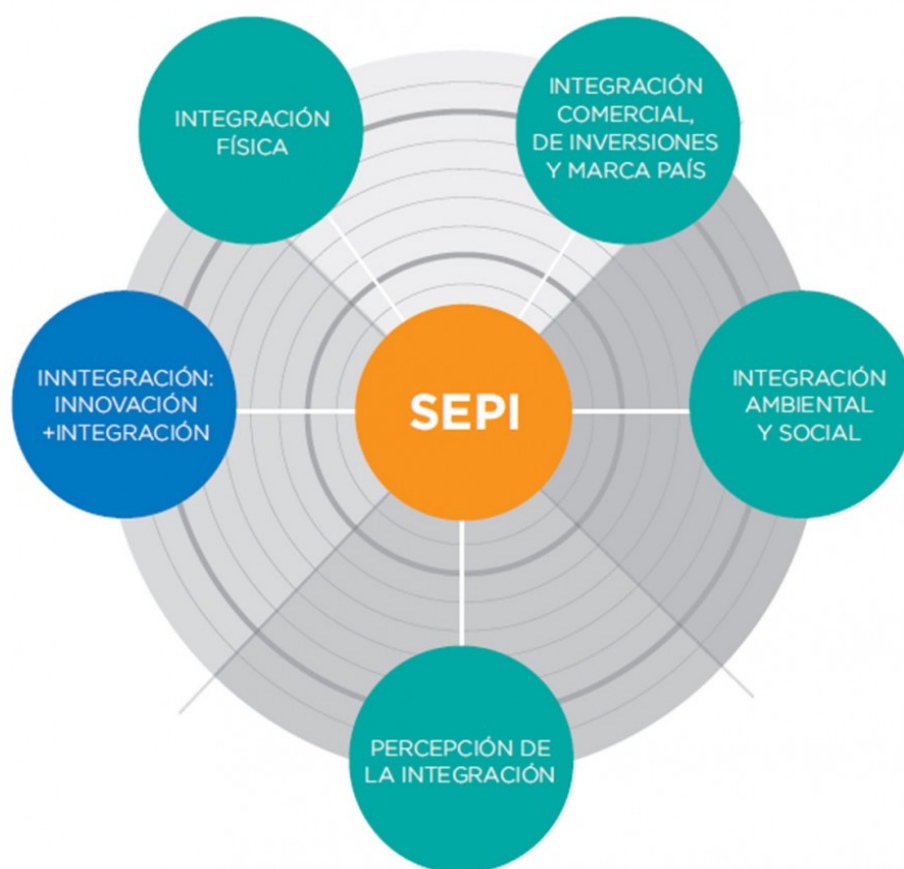 INTEGRACIÓN
FÍSICA
INTEGRACIÓN
COMERCIAL,
DE INVERSIONES
Y MARCA PAÍS
INNTEGRACIÓN:
INNOVACIÓN
+INTEGRACIÓN
SEPI
INTEGRACIÓN
AMBIENTAL
Y SOCIAL
PERCEPCIÓN DE
LA INTEGRACIÓN